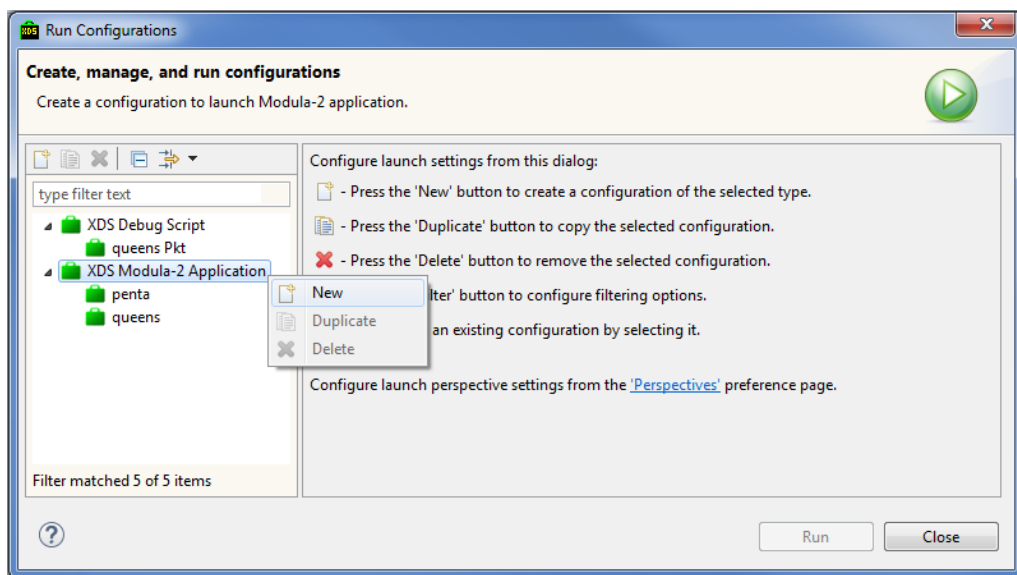 XDS Run Configurations
X
Create, manage, and run configurations
Create a configuration to launch Modula-2 application.
type filter text
XDS Debug Script
queens Pkt
XDS Modula-2 Application
penta
queens
Filter matched 5 of 5 items
New
Duplicate
Delete
Configure launch settings from this dialog:
- Press the 'New' button to create a configuration of the selected type.
- Press the 'Duplicate' button to copy the selected configuration.
- Press the 'Delete' button to remove the selected configuration.
lter' button to configure filtering options.
an existing configuration by selecting it.
Configure launch perspective settings from the 'Perspectives' preference page.
?
Run
Close